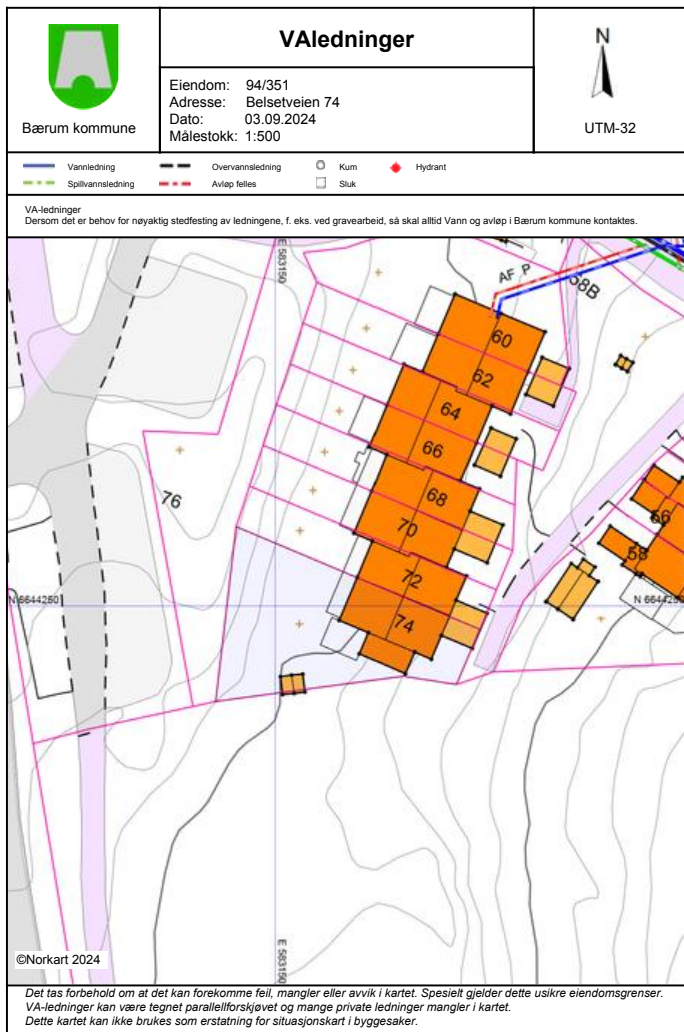 Bærum kommune
VAledninger
Eiendom: 94/351
Adresse: Belsetveien 74
Dato: 03.09.2024
Målestokk: 1:500
N
UTM-32
Vannledning
Overvannsledning
Kum
Hydrant
Spillvannsledning
Avløp felles
Sluk
VA-ledninger
Dersom det er behov for nøyaktig stedfesting av ledningene, f. eks. ved gravearbeid, så skal alltid Vann og avløp i Bærum kommune kontaktes.
E 583150
AF P
58B
60
62
64
66
68
76
70
56
58
72
N 6644250
N 6644250
74
E 583150
©Norkart 2024
Det tas forbehold om at det kan forekomme feil, mangler eller avvik i kartet. Spesielt gjelder dette usikre eiendomsgrenser.
VA-ledninger kan være tegnet parallellforskjøvet og mange private ledninger mangler i kartet.
Dette kartet kan ikke brukes som erstatning for situasjonskart i byggesaker.